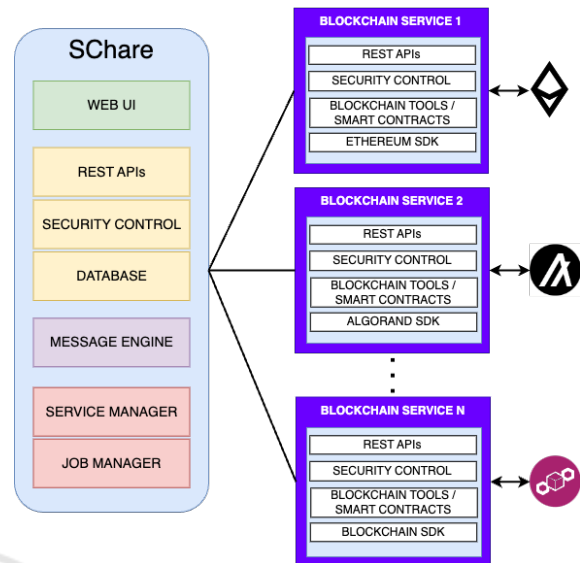 SChare
WEB UI
REST APIs
SECURITY CONTROL
DATABASE
MESSAGE ENGINE
SERVICE MANAGER
JOB MANAGER
BLOCKCHAIN SERVICE 1
REST APIs
SECURITY CONTROL
BLOCKCHAIN TOOLS /
SMART CONTRACTS
ETHEREUM SDK
BLOCKCHAIN SERVICE 2
REST APIs
SECURITY CONTROL
BLOCKCHAIN TOOLS /
SMART CONTRACTS
ALGORAND SDK
BLOCKCHAIN SERVICE N
REST APIs
SECURITY CONTROL
BLOCKCHAIN TOOLS /
SMART CONTRACTS
BLOCKCHAIN SDK